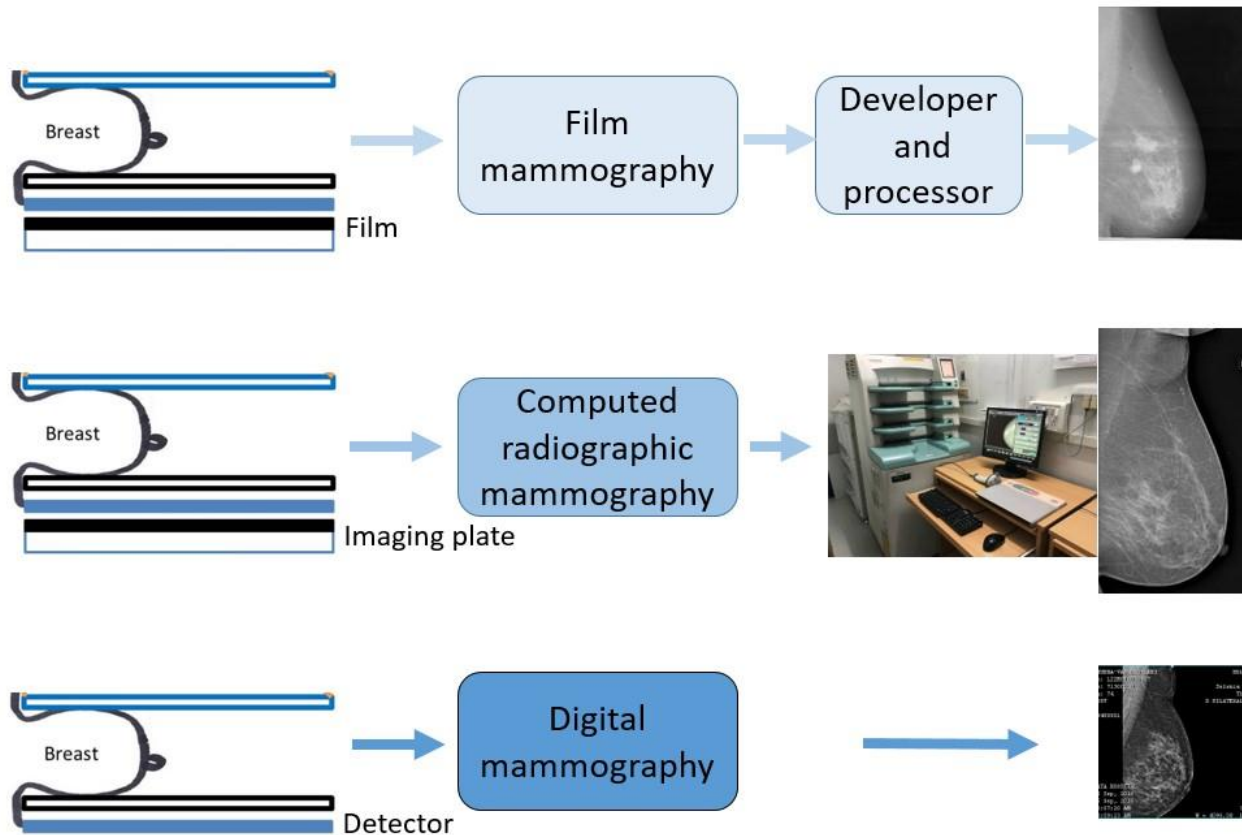 Breast
Film
mammography
Developer
and
processor
Film
Breast
Computed
radiographic
mammography
Imaging plate
Breast
Digital
mammography
Detector